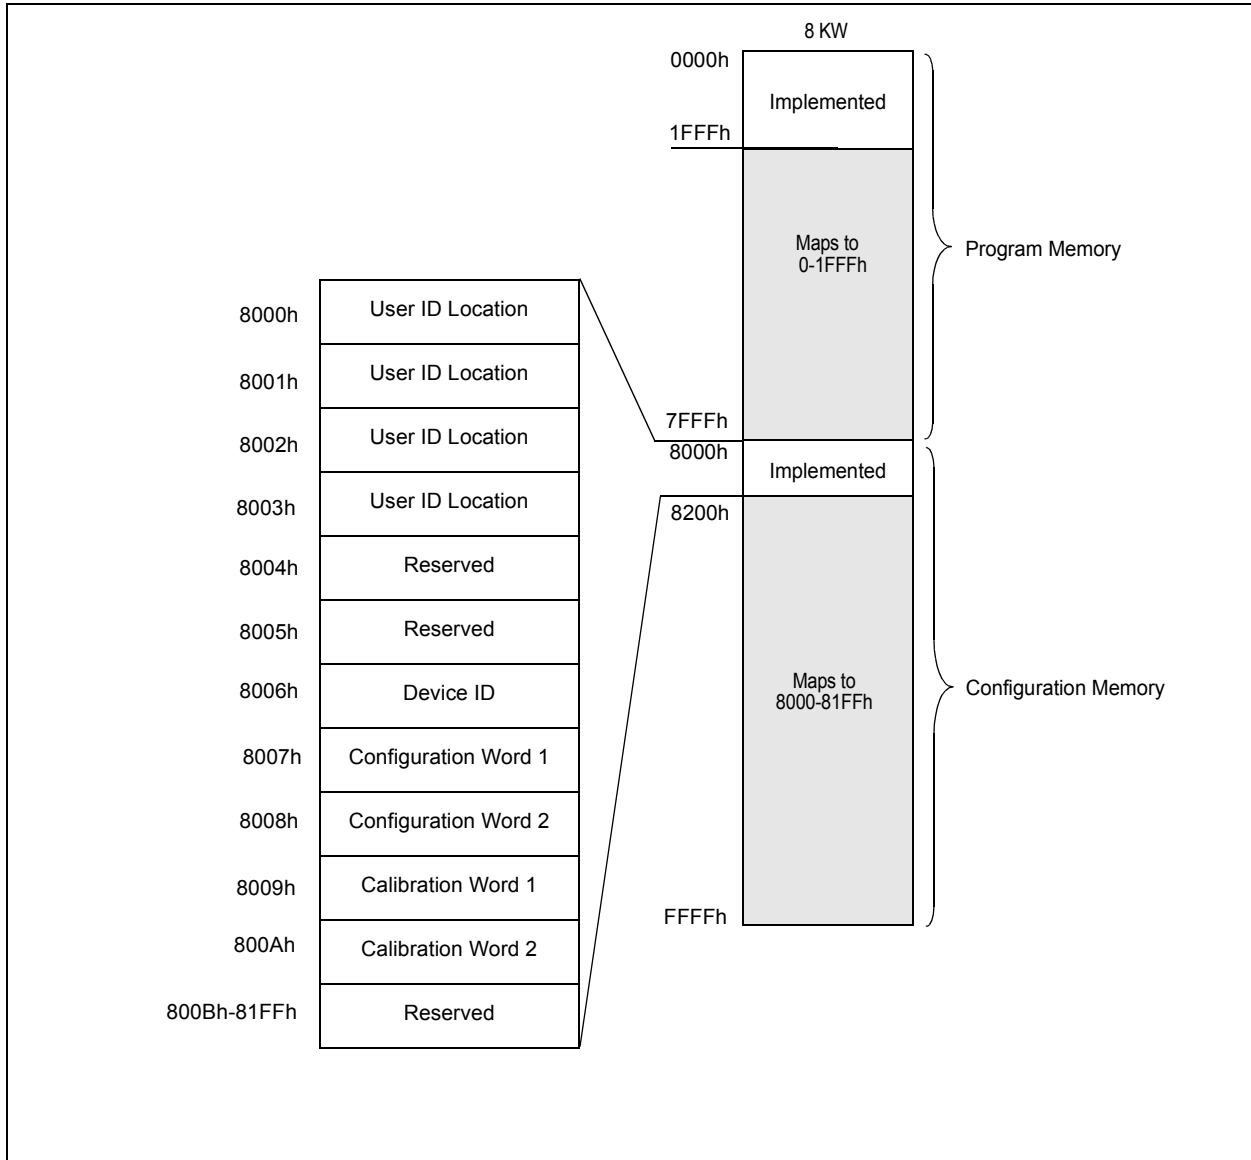 8 KW
0000h
Implemented
1FFFh
Maps to
0-1FFFh
Program Memory
7FFFh
8000h
Implemented
8200h
Maps to
8000-81FFh
Configuration Memory
FFFFh
8000h User ID Location
8001h User ID Location
8002h User ID Location
8003h User ID Location
8004h Reserved
8005h Reserved
8006h Device ID
8007h Configuration Word 1
8008h Configuration Word 2
8009h Calibration Word 1
800Ah Calibration Word 2
800Bh-81FFh Reserved